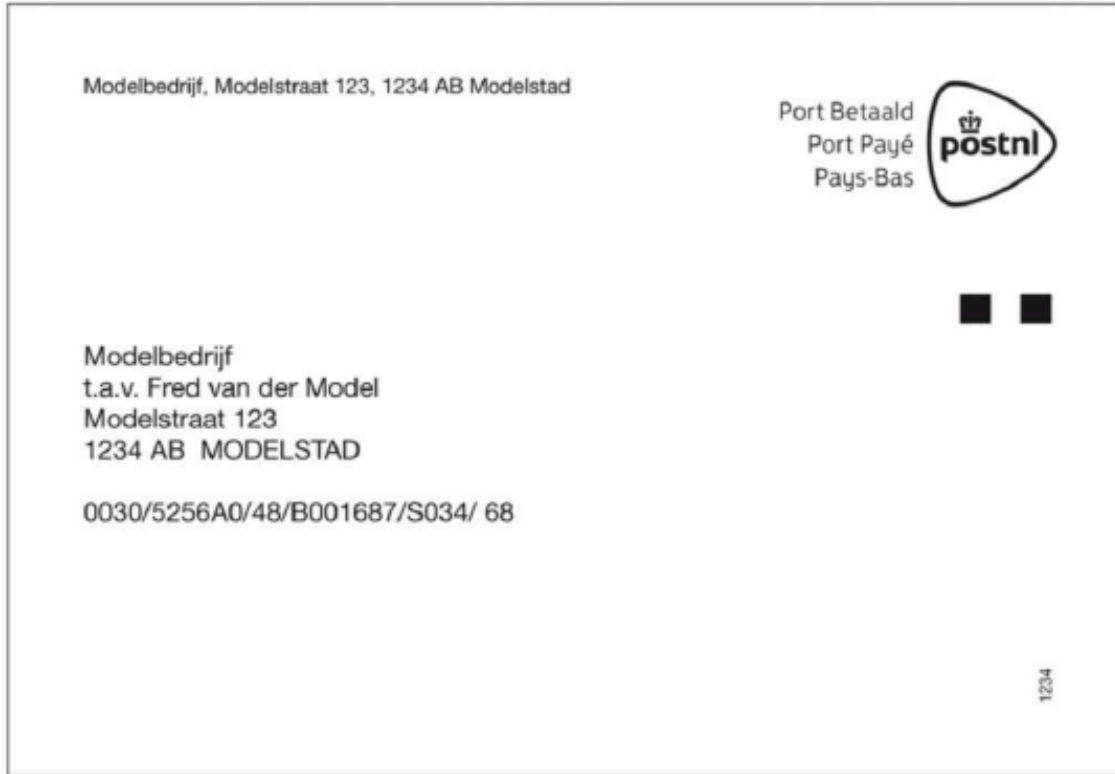 Modelbedrijf, Modelstraat 123, 1234 AB Modelstad
Port Betaald
Port Payé
Pays-Bas
postnl
Modelbedrijf
t.a.v. Fred van der Model
Modelstraat 123
1234 AB  MODELSTAD
0030/5256A0/48/B001687/S034/ 68
1234